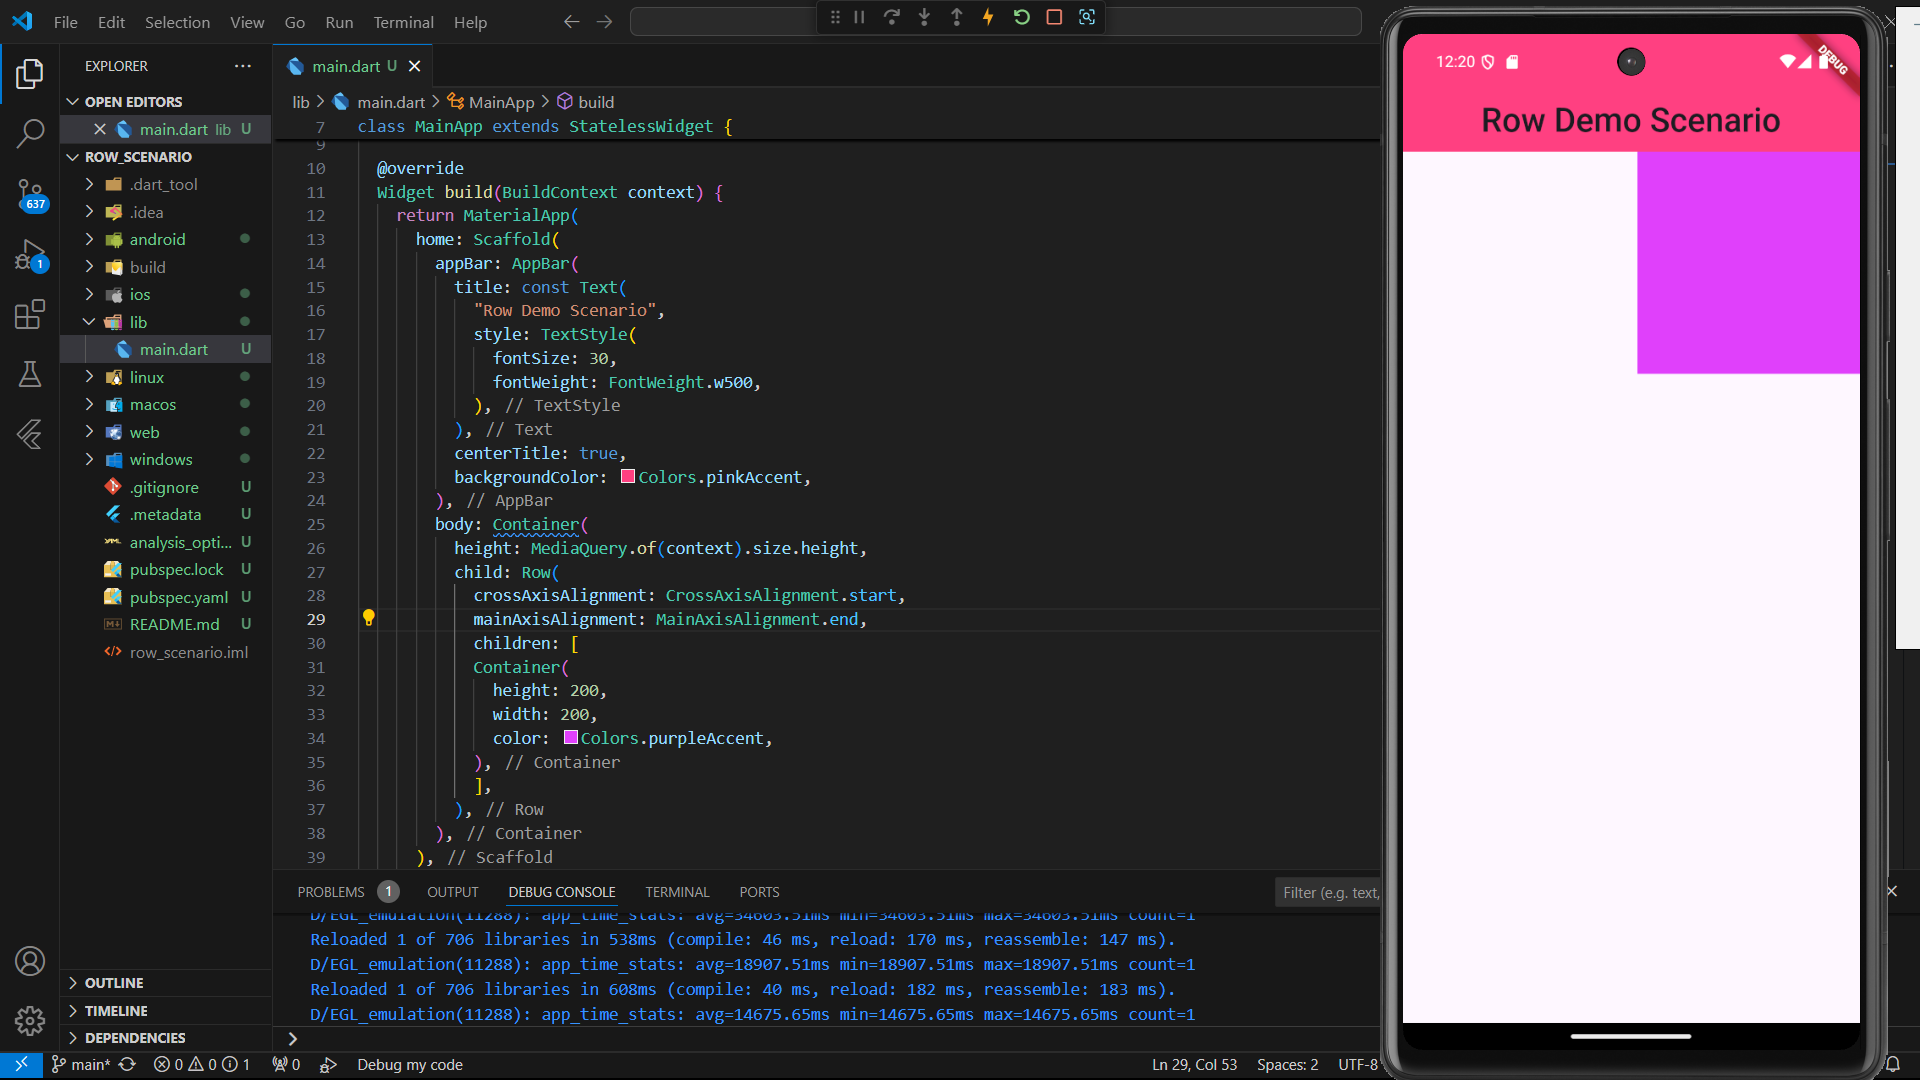 File Edit Selection View Go Run Terminal Help
EXPLORER
OPEN EDITORS
main.dart lib U
ROW_SCENARIO
.dart_tool
.idea
android
build
ios
lib
main.dart U
linux
macos
web
windows
.gitignore U
.metadata U
analysis_opti... U
pubspec.lock U
pubspec.yaml U
README.md U
row_scenario.iml
OUTLINE
TIMELINE
DEPENDENCIES
637
1
main.dart U
lib > main.dart > MainApp > build
7 class MainApp extends StatelessWidget {
9
10 @override
11 Widget build(BuildContext context) {
12 return MaterialApp(
13 home: Scaffold(
14 appBar: AppBar(
15 title: const Text(
16 "Row Demo Scenario",
17 style: TextStyle(
18 fontSize: 30,
19 fontWeight: FontWeight.w500,
20 ), // TextStyle
21 ), // Text
22 centerTitle: true,
23 backgroundColor: Colors.pinkAccent,
24 ), // AppBar
25 body: Container(
26 height: MediaQuery.of(context).size.height,
27 child: Row(
28 crossAxisAlignment: CrossAxisAlignment.start,
29 mainAxisAlignment: MainAxisAlignment.end,
30 children: [
31 Container(
32 height: 200,
33 width: 200,
34 color: Colors.purpleAccent,
35 ), // Container
36 ],
37 ), // Row
38 ), // Container
39 ), // Scaffold
PROBLEMS 1 OUTPUT DEBUG CONSOLE TERMINAL PORTS Filter (e.g. text,
D/EGL_emulation(11288): app_time_stats: avg=34603.51ms min=34603.51ms max=34603.51ms count=1
Reloaded 1 of 706 libraries in 538ms (compile: 46 ms, reload: 170 ms, reassemble: 147 ms).
D/EGL_emulation(11288): app_time_stats: avg=18907.51ms min=18907.51ms max=18907.51ms count=1
Reloaded 1 of 706 libraries in 608ms (compile: 40 ms, reload: 182 ms, reassemble: 183 ms).
D/EGL_emulation(11288): app_time_stats: avg=14675.65ms min=14675.65ms max=14675.65ms count=1
main* 0 0 1 0 Debug my code Ln 29, Col 53 Spaces: 2 UTF-8
12:20
DEBUG
Row Demo Scenario